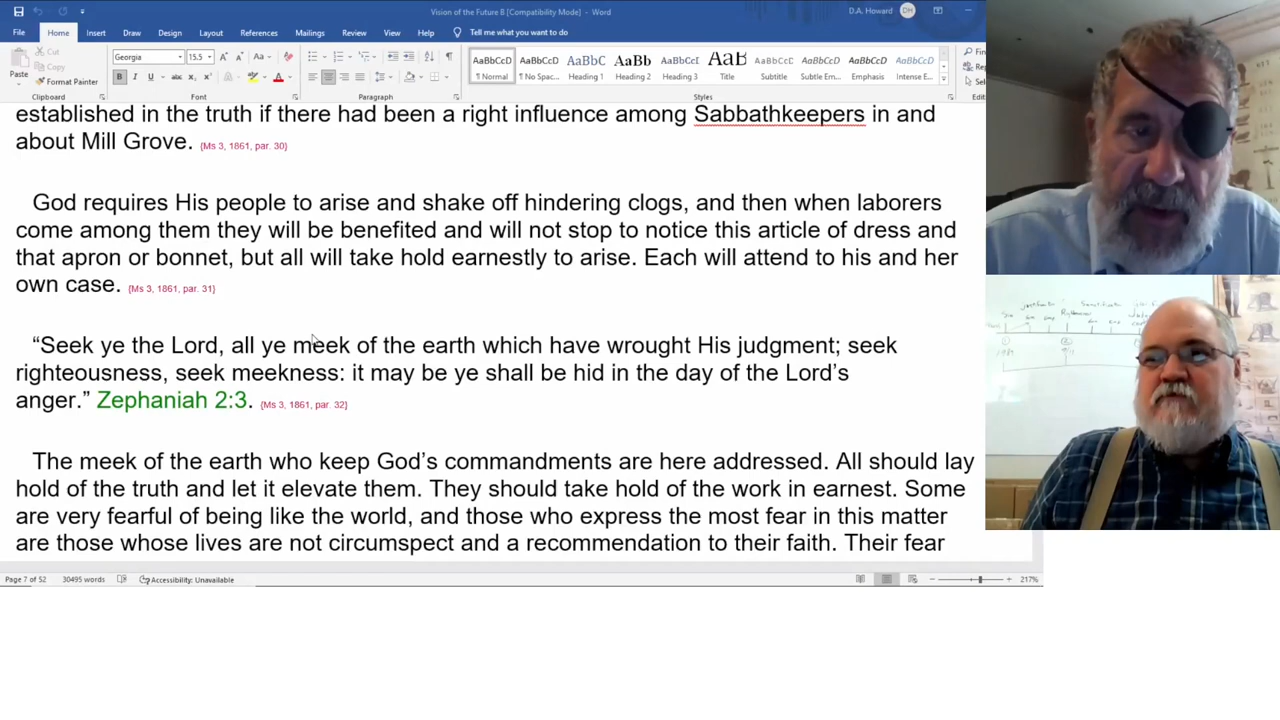 Vision of the Future 8 [Compatibility Mode] - Word
D.A. Howard DH
File Home Insert Draw Design Layout References Mailings Review View Help Tell me what you want to do
Paste Cut Copy Format Painter
Georgia 15.5
AaBbCcD AaBbCcD AaBbC AaBb AaBbC AaB AaBbCcD AaBbCcD AaBbCcD AaBbCcD
¶ Normal ¶ No Spac... Heading 1 Heading 2 Heading 3 Title Subtitle Subtle Em... Emphasis Intense E...
Clipboard Font Paragraph Styles
established in the truth if there had been a right influence among Sabbathkeepers in and
about Mill Grove. {Ms 3, 1861, par. 30}
God requires His people to arise and shake off hindering clogs, and then when laborers
come among them they will be benefited and will not stop to notice this article of dress and
that apron or bonnet, but all will take hold earnestly to arise. Each will attend to his and her
own case. {Ms 3, 1861, par. 31}
“Seek ye the Lord, all ye meek of the earth which have wrought His judgment; seek
righteousness, seek meekness: it may be ye shall be hid in the day of the Lord’s
anger.” Zephaniah 2:3. {Ms 3, 1861, par. 32}
The meek of the earth who keep God’s commandments are here addressed. All should lay
hold of the truth and let it elevate them. They should take hold of the work in earnest. Some
are very fearful of being like the world, and those who express the most fear in this matter
are those whose lives are not circumspect and a recommendation to their faith. Their fear
Page 7 of 52 30495 words Accessibility: Unavailable 217%